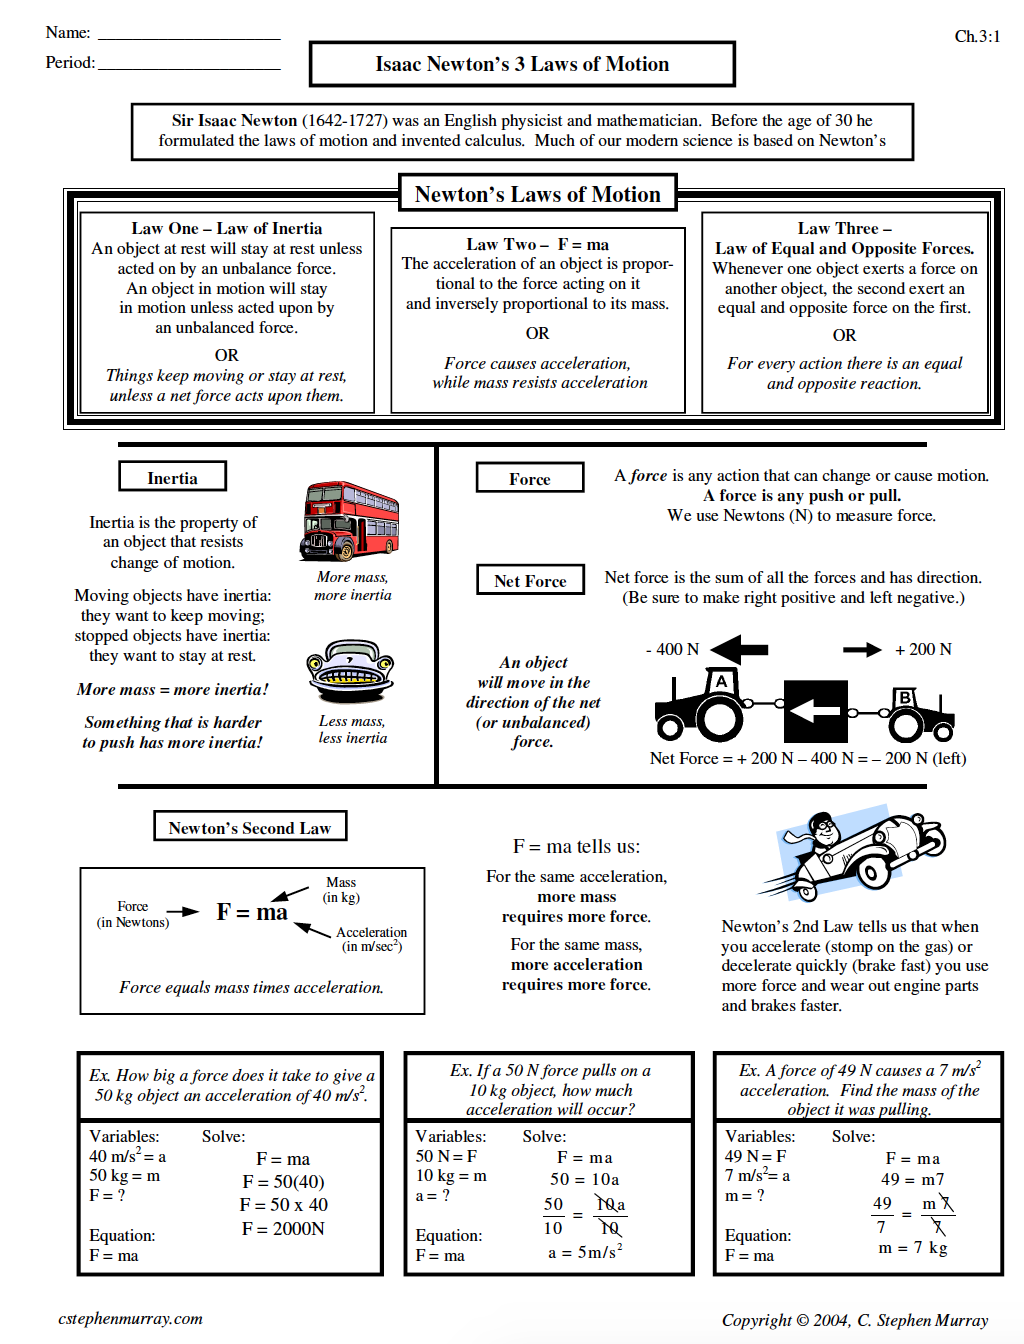 Name: ______________________
Period: ______________________
Ch.3:1
Isaac Newton's 3 Laws of Motion
Sir Isaac Newton (1642-1727) was an English physicist and mathematician. Before the age of 30 he
formulated the laws of motion and invented calculus. Much of our modern science is based on Newton's
Newton's Laws of Motion
Law One – Law of Inertia
An object at rest will stay at rest unless
acted on by an unbalance force.
An object in motion will stay
in motion unless acted upon by
an unbalanced force.
OR
Things keep moving or stay at rest,
unless a net force acts upon them.
Law Two – F = ma
The acceleration of an object is propor-
tional to the force acting on it
and inversely proportional to its mass.
OR
Force causes acceleration,
while mass resists acceleration
Law Three –
Law of Equal and Opposite Forces.
Whenever one object exerts a force on
another object, the second exert an
equal and opposite force on the first.
OR
For every action there is an equal
and opposite reaction.
Inertia
Inertia is the property of
an object that resists
change of motion.
Moving objects have inertia:
they want to keep moving;
stopped objects have inertia:
they want to stay at rest.
More mass = more inertia!
Something that is harder
to push has more inertia!
More mass,
more inertia
Less mass,
less inertia
Force
A force is any action that can change or cause motion.
A force is any push or pull.
We use Newtons (N) to measure force.
Net Force
Net force is the sum of all the forces and has direction.
(Be sure to make right positive and left negative.)
An object
will move in the
direction of the net
(or unbalanced)
force.
- 400 N
+ 200 N
A
B
Net Force = + 200 N – 400 N = – 200 N (left)
Newton's Second Law
Mass
(in kg)
Force
(in Newtons)
F = ma
Acceleration
(in m/sec²)
Force equals mass times acceleration.
F = ma tells us:
For the same acceleration,
more mass
requires more force.
For the same mass,
more acceleration
requires more force.
Newton's 2nd Law tells us that when
you accelerate (stomp on the gas) or
decelerate quickly (brake fast) you use
more force and wear out engine parts
and brakes faster.
Ex. How big a force does it take to give a
50 kg object an acceleration of 40 m/s².
Variables:
40 m/s² = a
50 kg = m
F = ?
Equation:
F = ma
Solve:
F = ma
F = 50(40)
F = 50 x 40
F = 2000N
Ex. If a 50 N force pulls on a
10 kg object, how much
acceleration will occur?
Variables:
50 N = F
10 kg = m
a = ?
Equation:
F = ma
Solve:
F = ma
50 = 10a
50 = 10a
10 10
a = 5m/s²
Ex. A force of 49 N causes a 7 m/s²
acceleration. Find the mass of the
object it was pulling.
Variables:
49 N = F
7 m/s² = a
m = ?
Equation:
F = ma
Solve:
F = ma
49 = m7
49 = m 7
7 7
m = 7 kg
cstephenmurray.com
Copyright © 2004, C. Stephen Murray